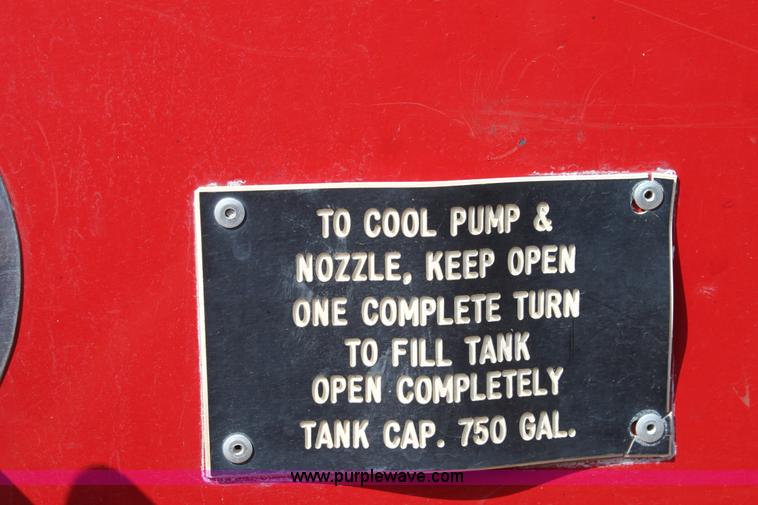 TO COOL PUMP &
NOZZLE, KEEP OPEN
ONE COMPLETE TURN
TO FILL TANK
OPEN COMPLETELY
TANK CAP. 750 GAL.
www.purplewave.com